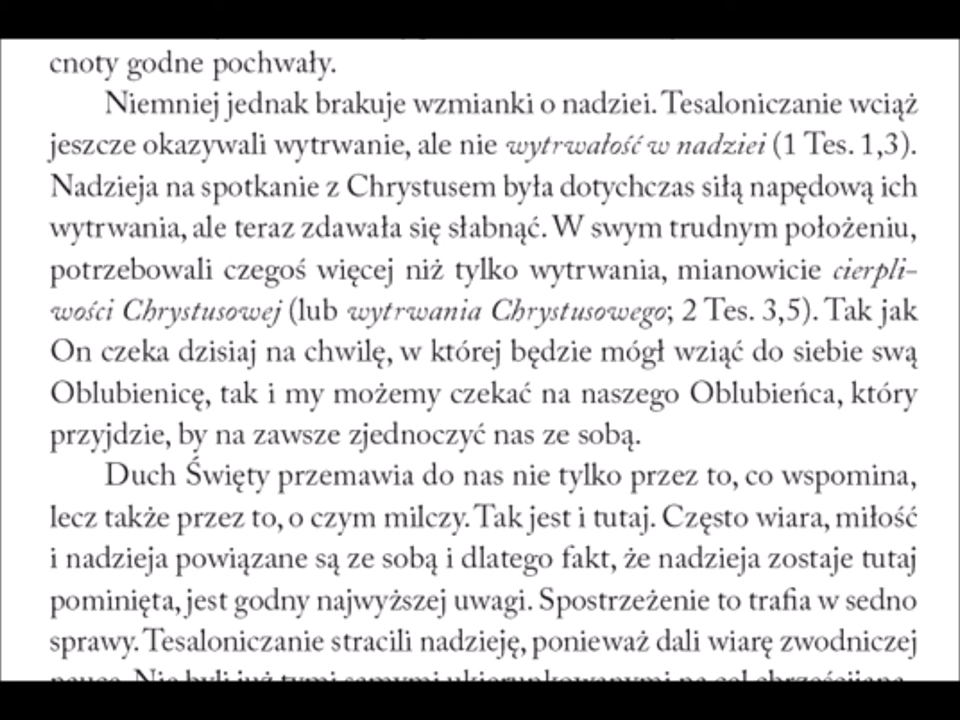 cnoty godne pochwały.
Niemniej jednak brakuje wzmianki o nadziei. Tesaloniczanie wciąż
jeszcze okazywali wytrwanie, ale nie wytrwałość w nadziei (1 Tes. 1,3).
Nadzieja na spotkanie z Chrystusem była dotychczas siłą napędową ich
wytrwania, ale teraz zdawała się słabnąć. W swym trudnym położeniu,
potrzebowali czegoś więcej niż tylko wytrwania, mianowicie cierpli-
wości Chrystusowej (lub wytrwania Chrystusowego; 2 Tes. 3,5). Tak jak
On czeka dzisiaj na chwilę, w której będzie mógł wziąć do siebie swą
Oblubienicę, tak i my możemy czekać na naszego Oblubieńca, który
przyjdzie, by na zawsze zjednoczyć nas ze sobą.
Duch Święty przemawia do nas nie tylko przez to, co wspomina,
lecz także przez to, o czym milczy. Tak jest i tutaj. Często wiara, miłość
i nadzieja powiązane są ze sobą i dlatego fakt, że nadzieja zostaje tutaj
pominięta, jest godny najwyższej uwagi. Spostrzeżenie to trafia w sedno
sprawy. Tesaloniczanie stracili nadzieję, ponieważ dali wiarę zwodniczej